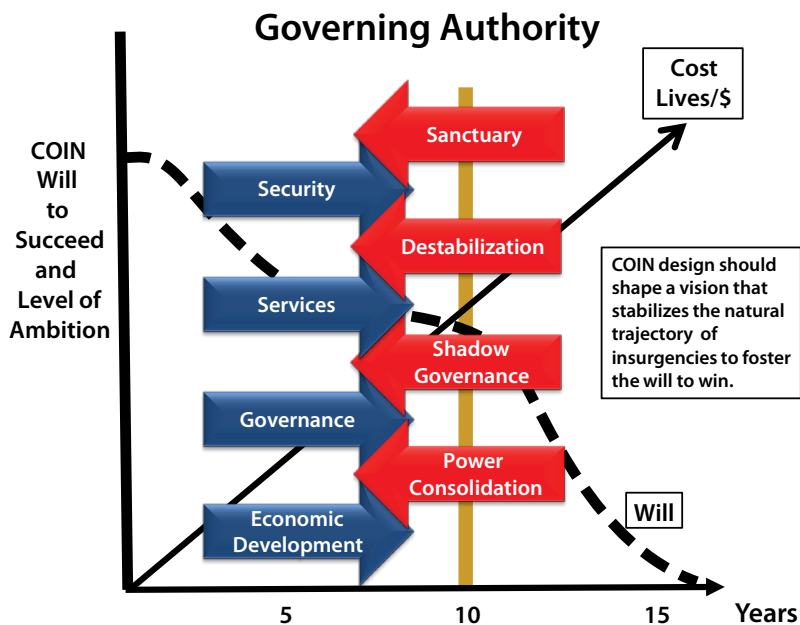 Governing Authority
Cost
Lives/$
COIN
Will
to
Succeed
and
Level of
Ambition
Sanctuary
Security
Destabilization
Services
COIN design should
shape a vision that
stabilizes the natural
trajectory of
insurgencies to foster
the will to win.
Shadow
Governance
Governance
Power
Consolidation
Economic
Development
Will
5
10
15
Years